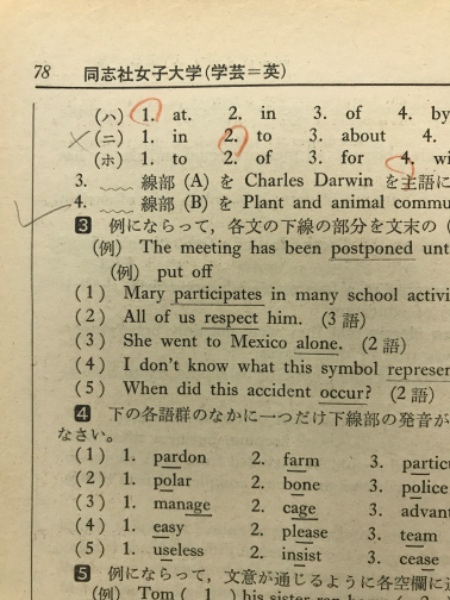 78 同志社女子大学(学芸=英)
(ハ) 1. at. 2. in 3. of 4. by
(ニ) 1. in 2. to 3. about 4.
(ホ) 1. to 2. of 3. for 4.
3. 線部 (A) を Charles Darwin を主語に
4. 線部 (B) を Plant and animal
3 例にならって,各文の下線の部分を文末の (
(例) The meeting has been postponed
(例) put off
(1) Mary participates in many school
(2) All of us respect him. (3語)
(3) She went to Mexico alone. (2語)
(4) I don't know what this symbol
(5) When did this accident occur? (2語)
4 下の各語群のなかに一つだけ下線部の発音が
なさい。
(1) 1. pardon 2. farm 3.
(2) 1. polar 2. bone 3. police
(3) 1. manage 2. cage 3.
(4) 1. easy 2. please 3. team
(5) 1. useless 2. insist 3. cease
5 例にならって,文意が通じるように各空欄に
(例) Tom ( 1 ) his sister